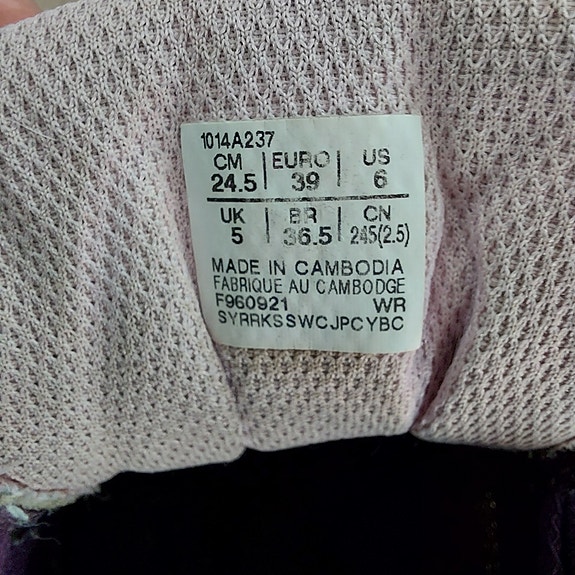 1014A237
CM | EURO | US
24.5 | 39 | 6
UK | BR | CN
5 | 36.5 | 245(2.5)
MADE IN CAMBODIA
FABRIQUE AU CAMBODGE
F960921 WR
SYRRKSSWCJPCYBC